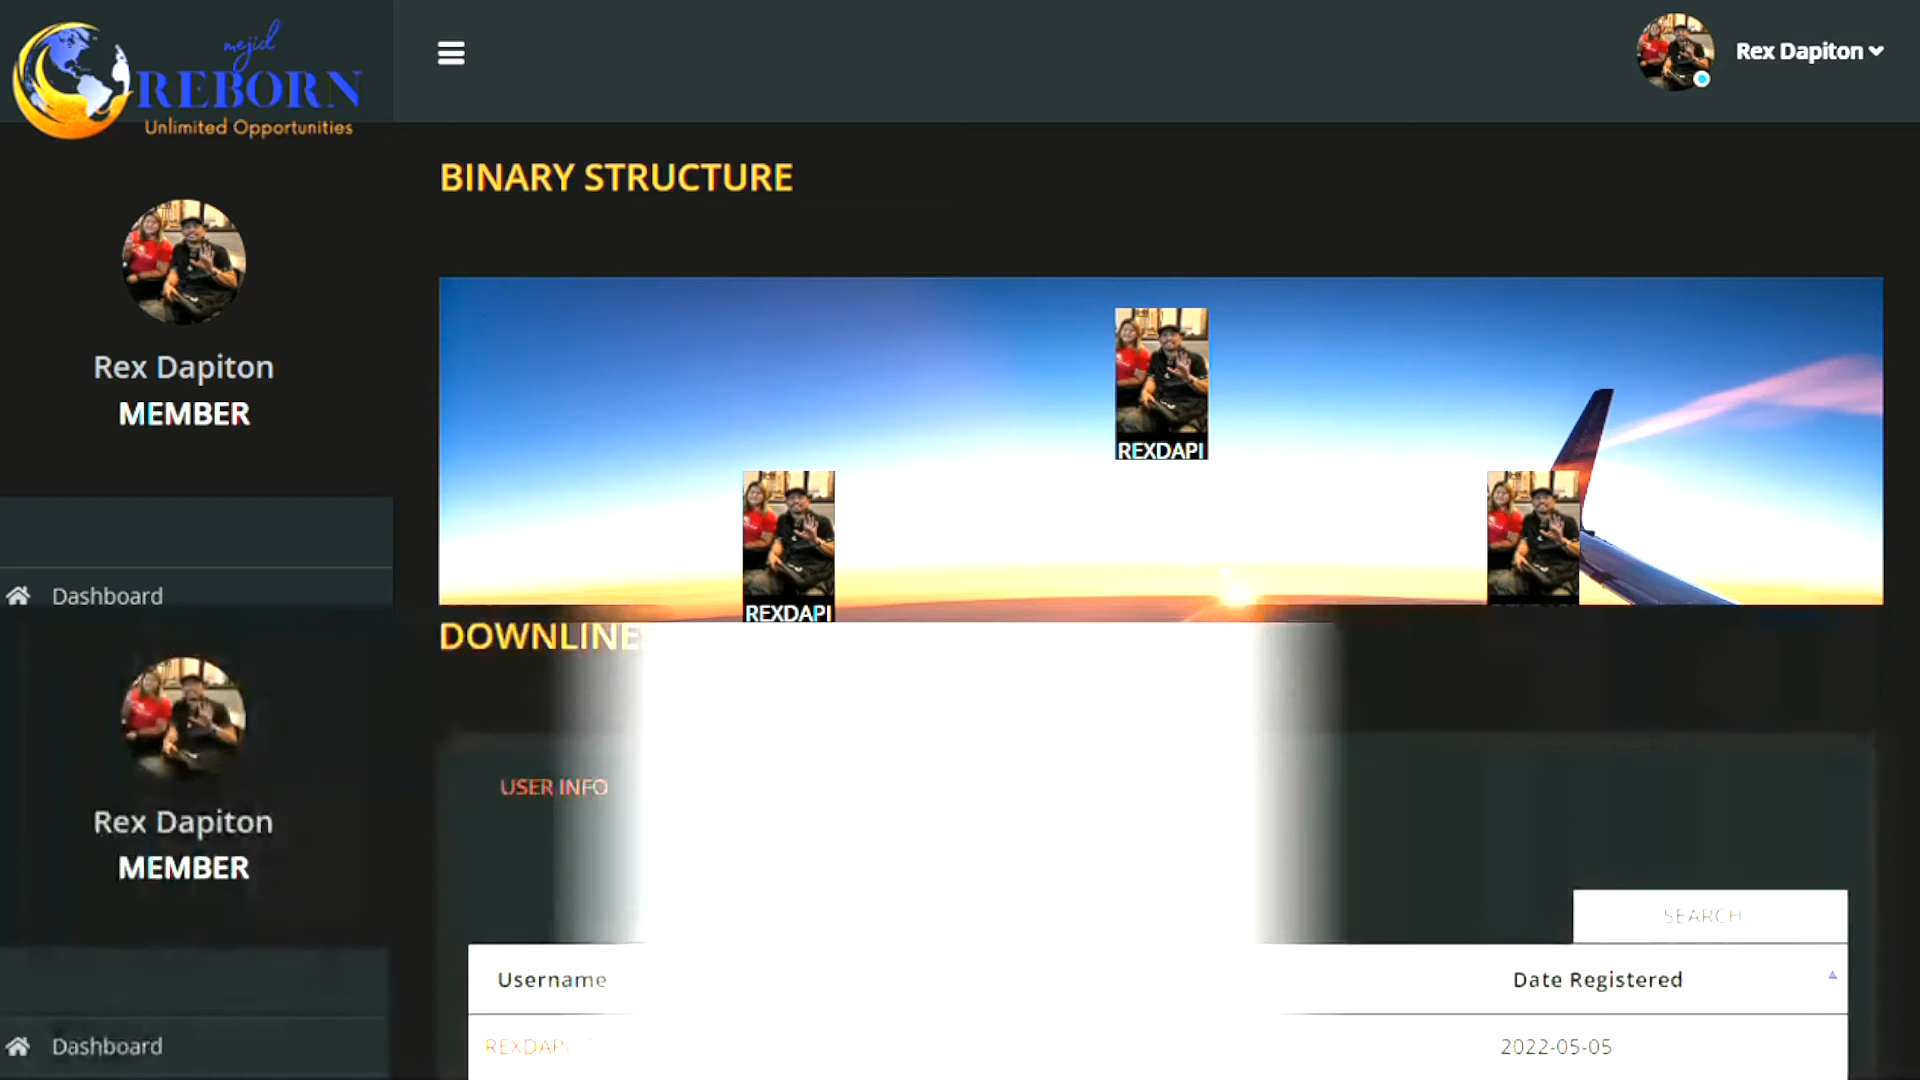 mejid
REBORN
Unlimited Opportunities
Rex Dapiton
BINARY STRUCTURE
Rex Dapiton
MEMBER
REXDAPI
REXDAPI
Dashboard
DOWNLINE
USER INFO
Rex Dapiton
MEMBER
SEARCH
Username
Date Registered
Dashboard
REXDAPI
2022-05-05